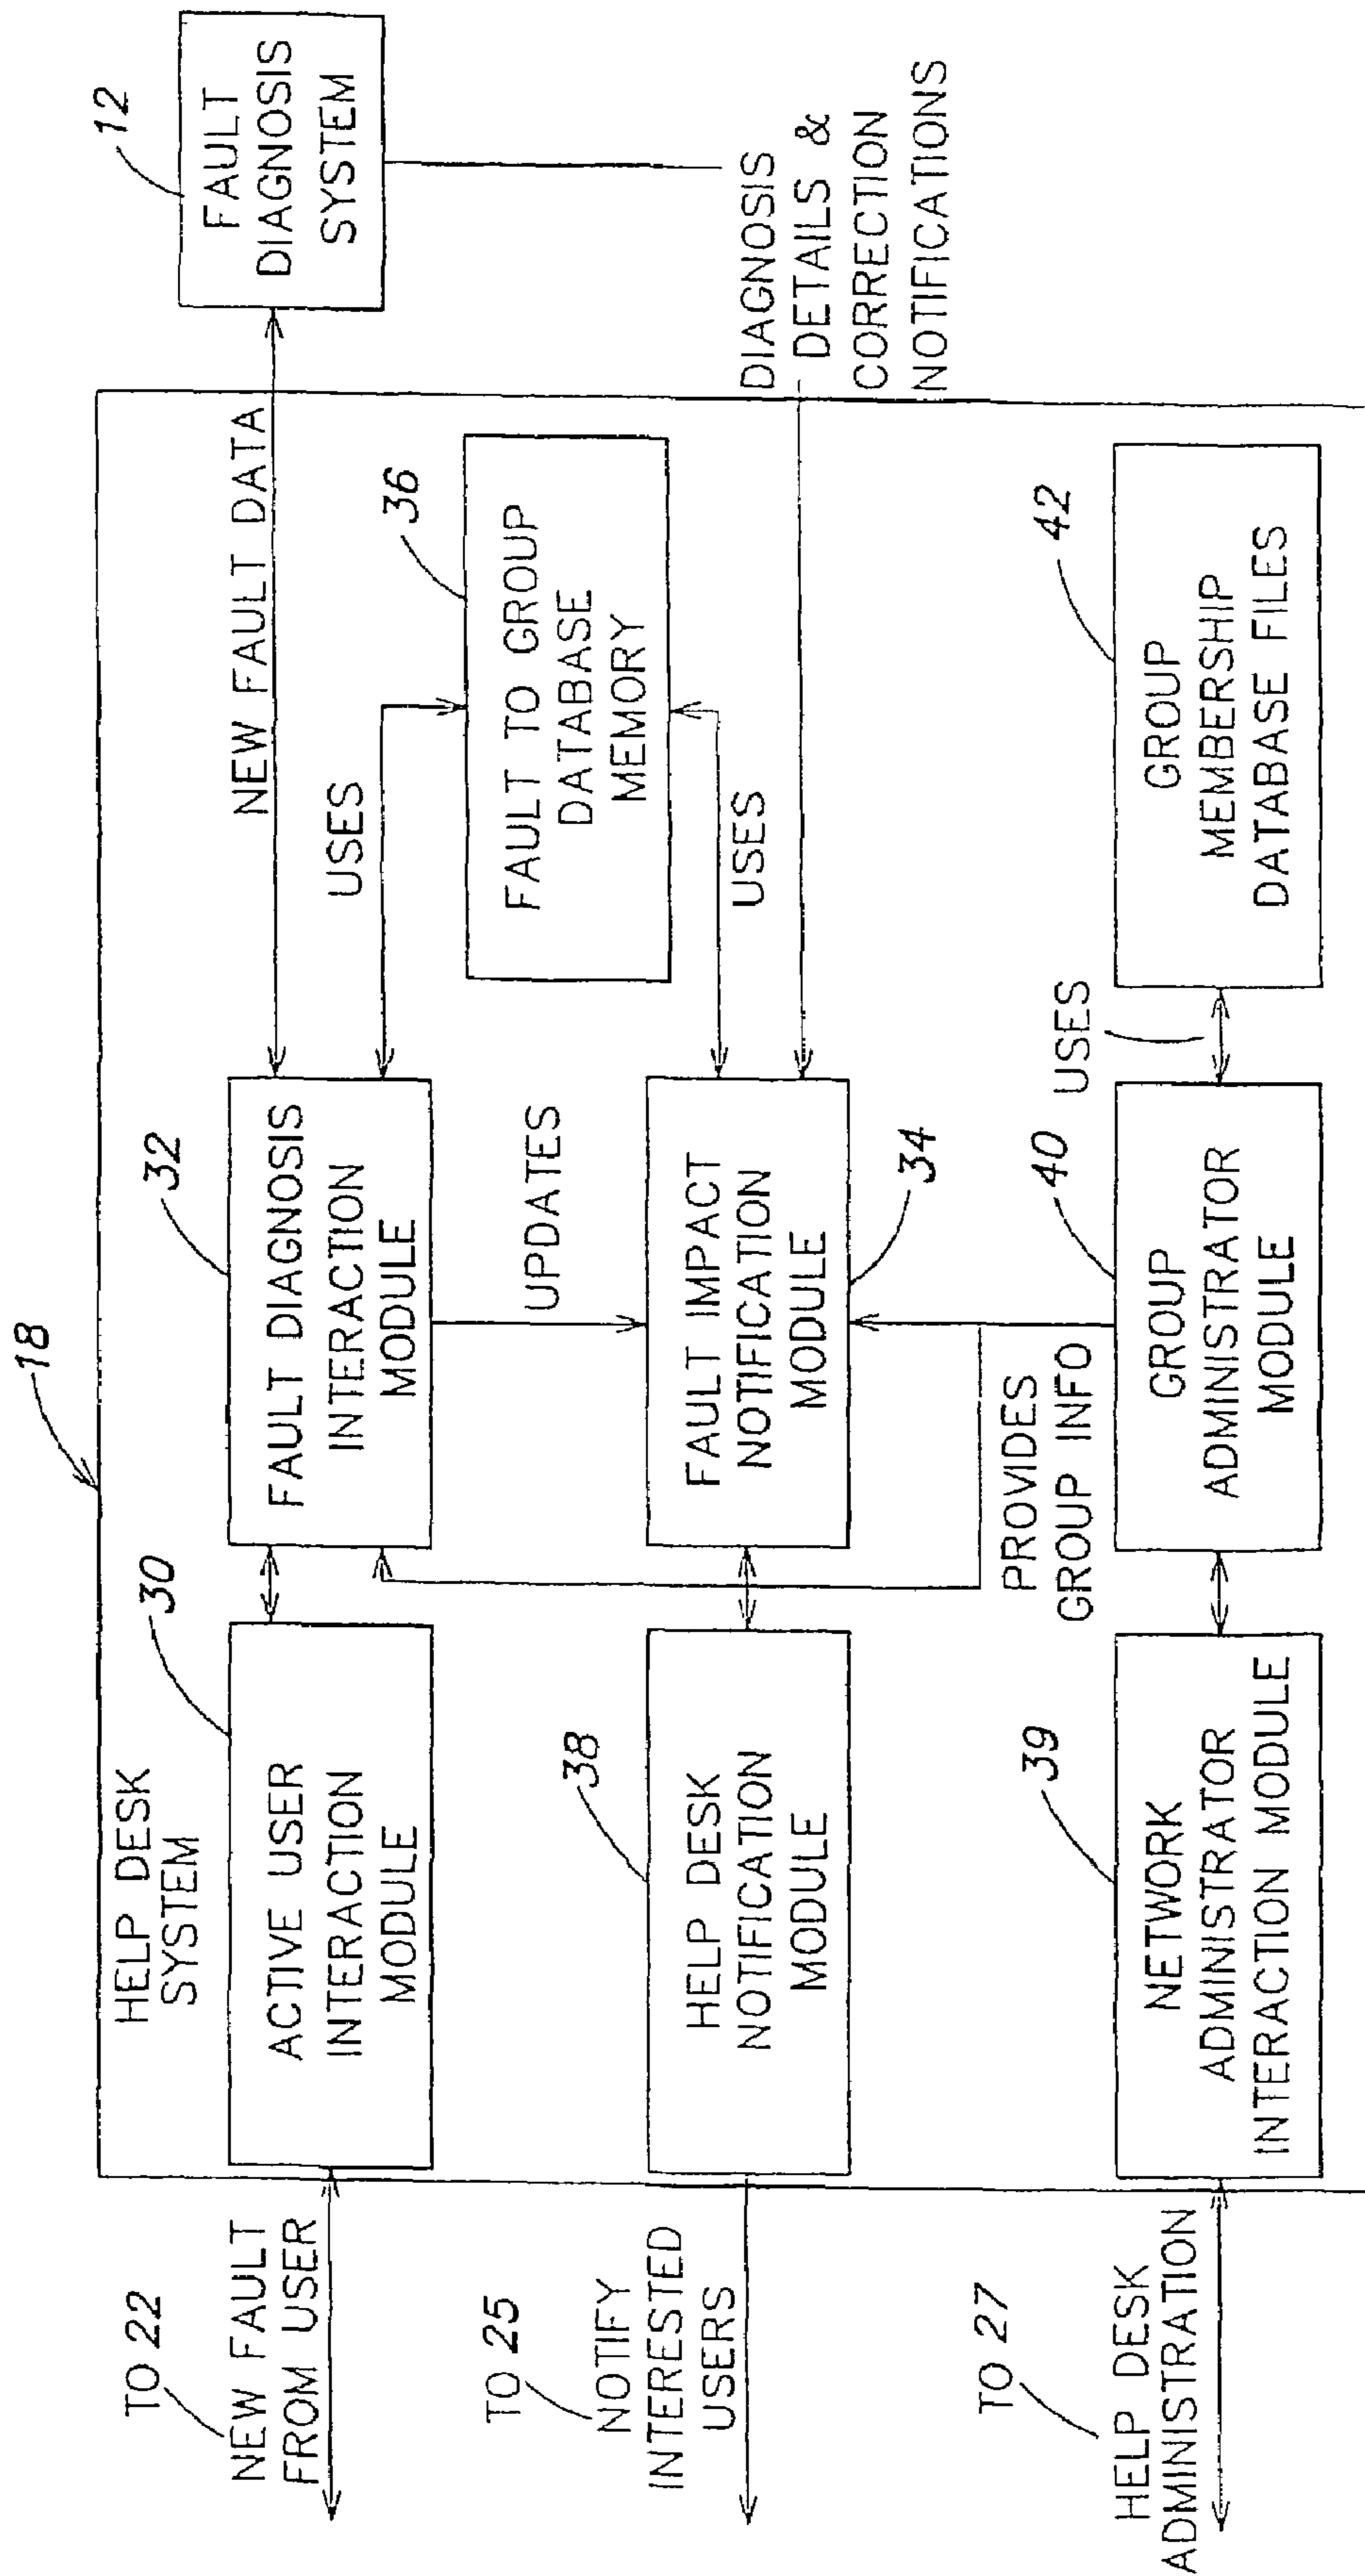 18
HELP DESK
SYSTEM
TO 22
NEW FAULT
FROM USER
30
ACTIVE USER
INTERACTION
MODULE
32
FAULT DIAGNOSIS
INTERACTION
MODULE
NEW FAULT DATA
12
FAULT
DIAGNOSIS
SYSTEM
USES
36
FAULT TO GROUP
DATABASE
MEMORY
USES
UPDATES
TO 25
NOTIFY
INTERESTED
USERS
38
HELP DESK
NOTIFICATION
MODULE
FAULT IMPACT
NOTIFICATION
MODULE
34
DIAGNOSIS
DETAILS &
CORRECTION
NOTIFICATIONS
PROVIDES
GROUP INFO
TO 27
HELP DESK
ADMINISTRATION
39
NETWORK
ADMINISTRATOR
INTERACTION MODULE
40
GROUP
ADMINISTRATOR
MODULE
USES
42
GROUP
MEMBERSHIP
DATABASE FILES